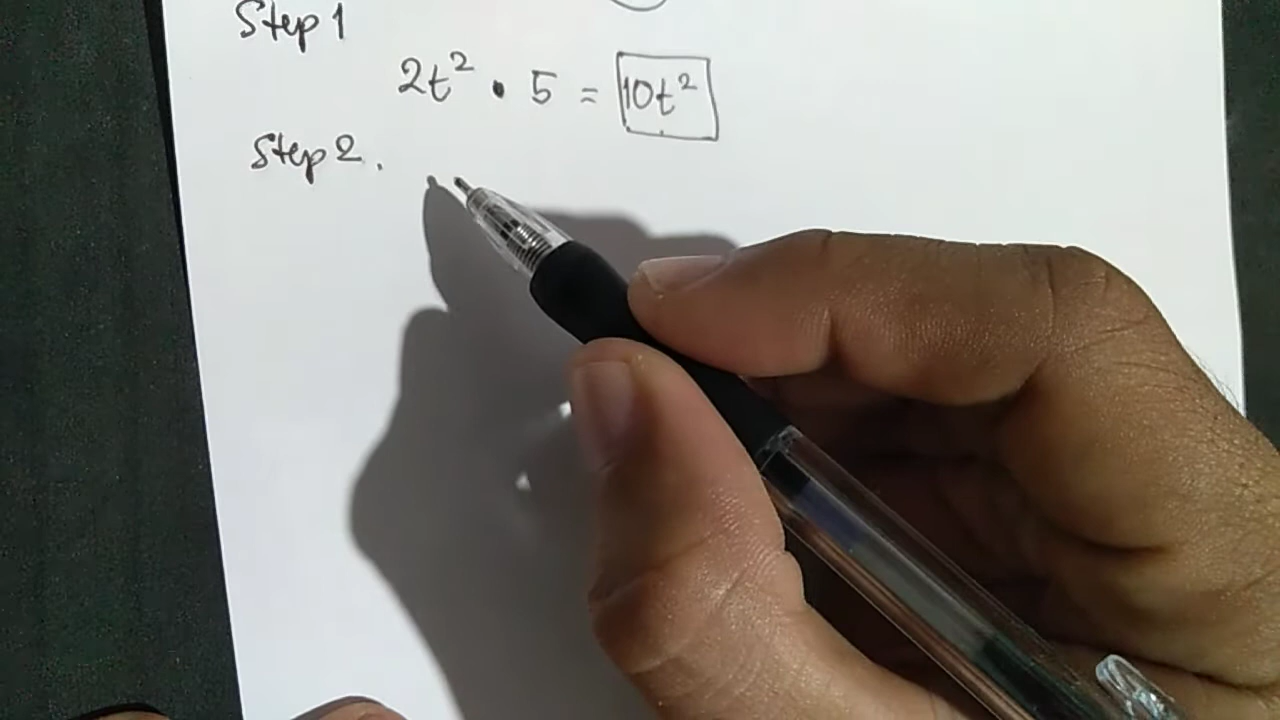 Step 1
2t² • 5 = 10t²
Step 2.